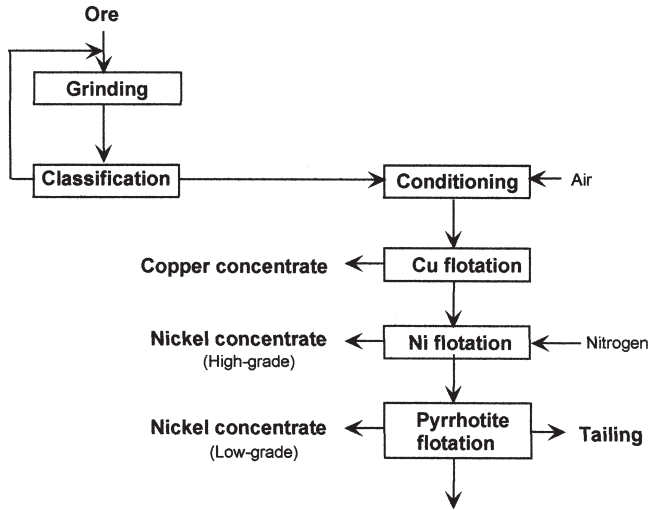 Ore
Grinding
Classification
Conditioning
Air
Copper concentrate
Cu flotation
Nickel concentrate
(High-grade)
Ni flotation
Nitrogen
Nickel concentrate
(Low-grade)
Pyrrhotite
flotation
Tailing